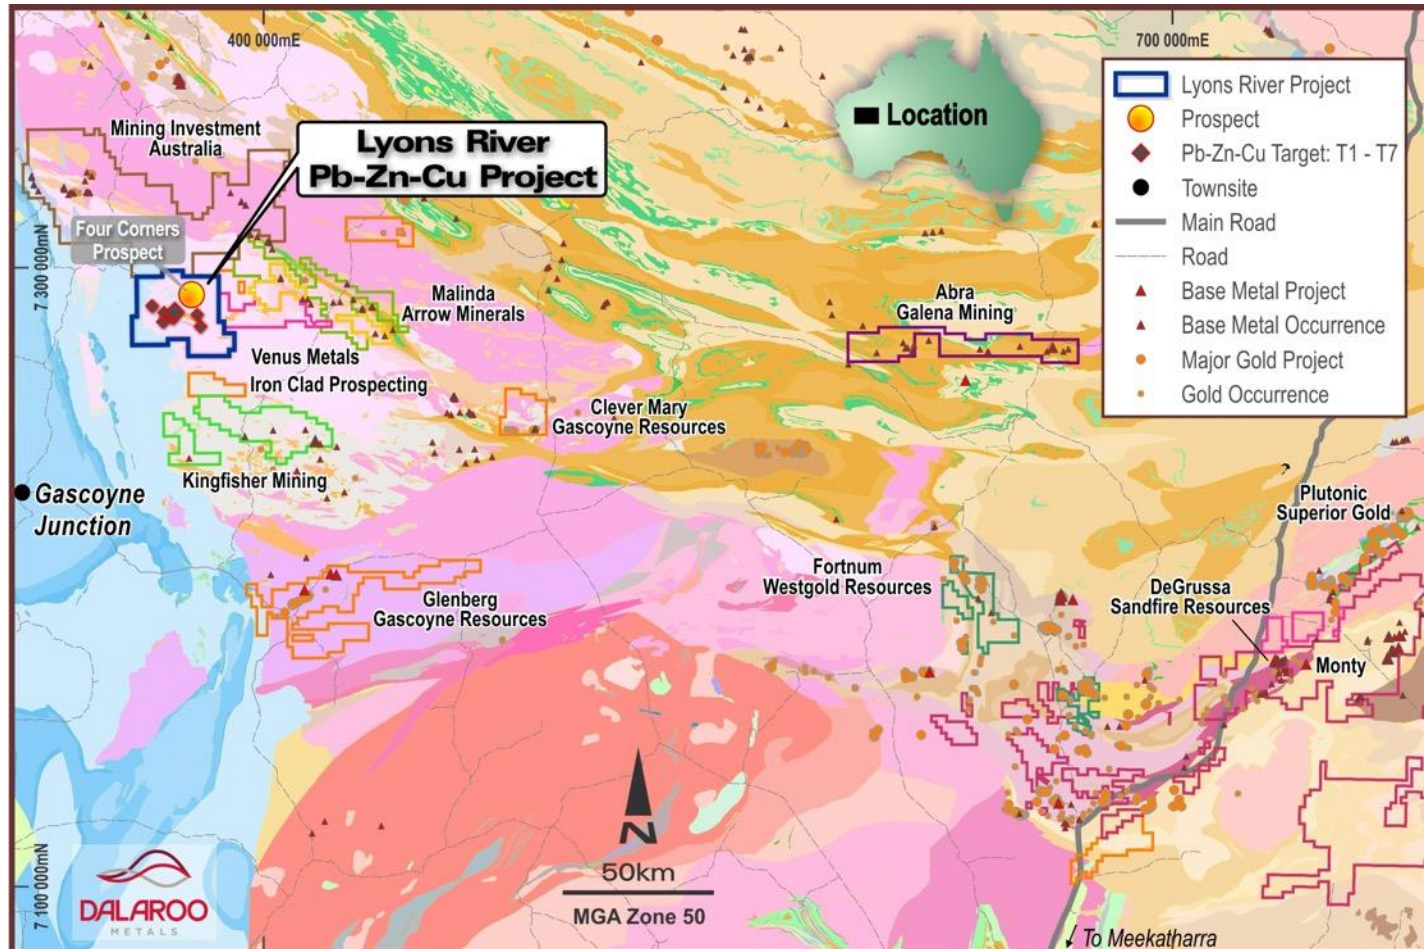 400 000mE
700 000mE
7 300 000mN
7 100 000mN
Mining Investment
Australia
Lyons River
Pb-Zn-Cu Project
Four Corners
Prospect
Location
Lyons River Project
Prospect
Pb-Zn-Cu Target: T1 - T7
Townsite
Main Road
Road
Base Metal Project
Base Metal Occurrence
Major Gold Project
Gold Occurrence
Malinda
Arrow Minerals
Abra
Galena Mining
Venus Metals
Iron Clad Prospecting
Clever Mary
Gascoyne Resources
Kingfisher Mining
Gascoyne
Junction
?
Plutonic
Superior Gold
Fortnum
Westgold Resources
DeGrussa
Sandfire Resources
Glenberg
Gascoyne Resources
Monty
N
50km
MGA Zone 50
DALAROO
METALS
To Meekatharra